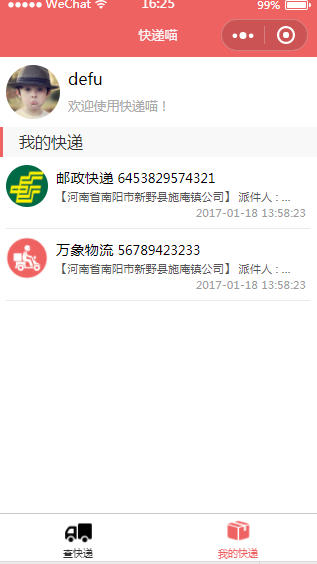 WeChat 16:25 99%
快递喵
defu
欢迎使用快递喵！
我的快递
邮政快递 6453829574321
【河南省南阳市新野县施庵镇公司】 派件人 : ...
2017-01-18 13:58:23
万象物流 56789423233
【河南省南阳市新野县施庵镇公司】 派件人 : ...
2017-01-18 13:58:23
查快递 我的快递